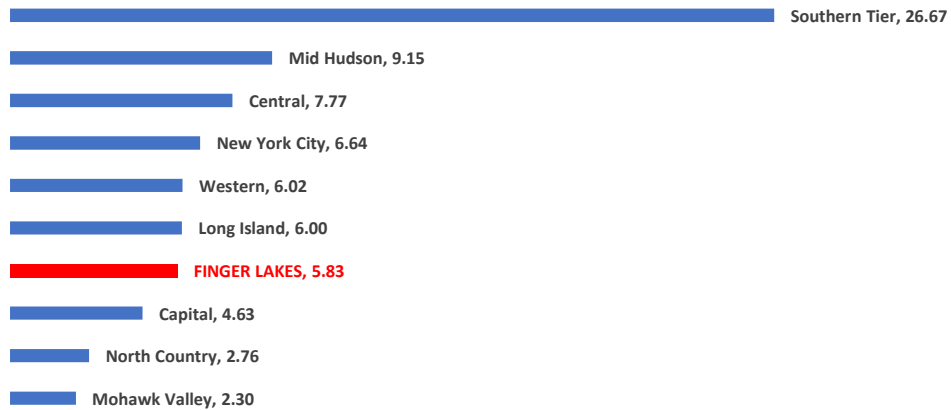 Southern Tier, 26.67
Mid Hudson, 9.15
Central, 7.77
New York City, 6.64
Western, 6.02
Long Island, 6.00
FINGER LAKES, 5.83
Capital, 4.63
North Country, 2.76
Mohawk Valley, 2.30